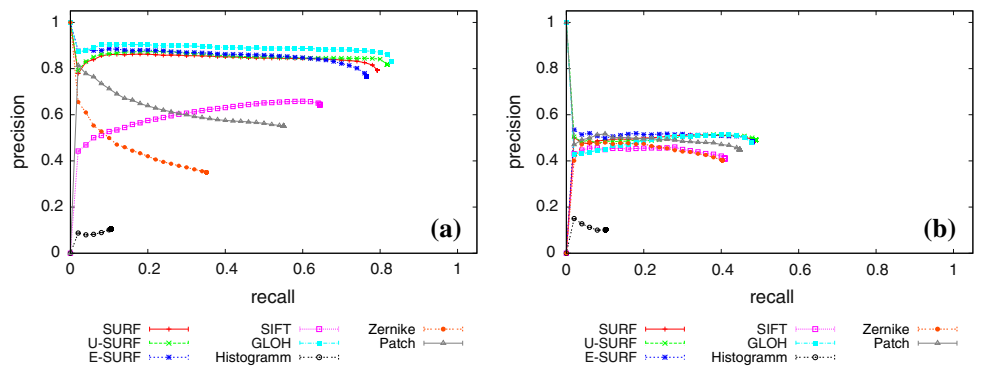 1
0.8
0.6
0.4
0.2
0
precision
0 0.2 0.4 0.6 0.8 1
recall
(a)
SURF
U-SURF
E-SURF
SIFT
GLOH
Histogramm
Zernike
Patch
1
0.8
0.6
0.4
0.2
0
precision
0 0.2 0.4 0.6 0.8 1
recall
(b)
SURF
U-SURF
E-SURF
SIFT
GLOH
Histogramm
Zernike
Patch